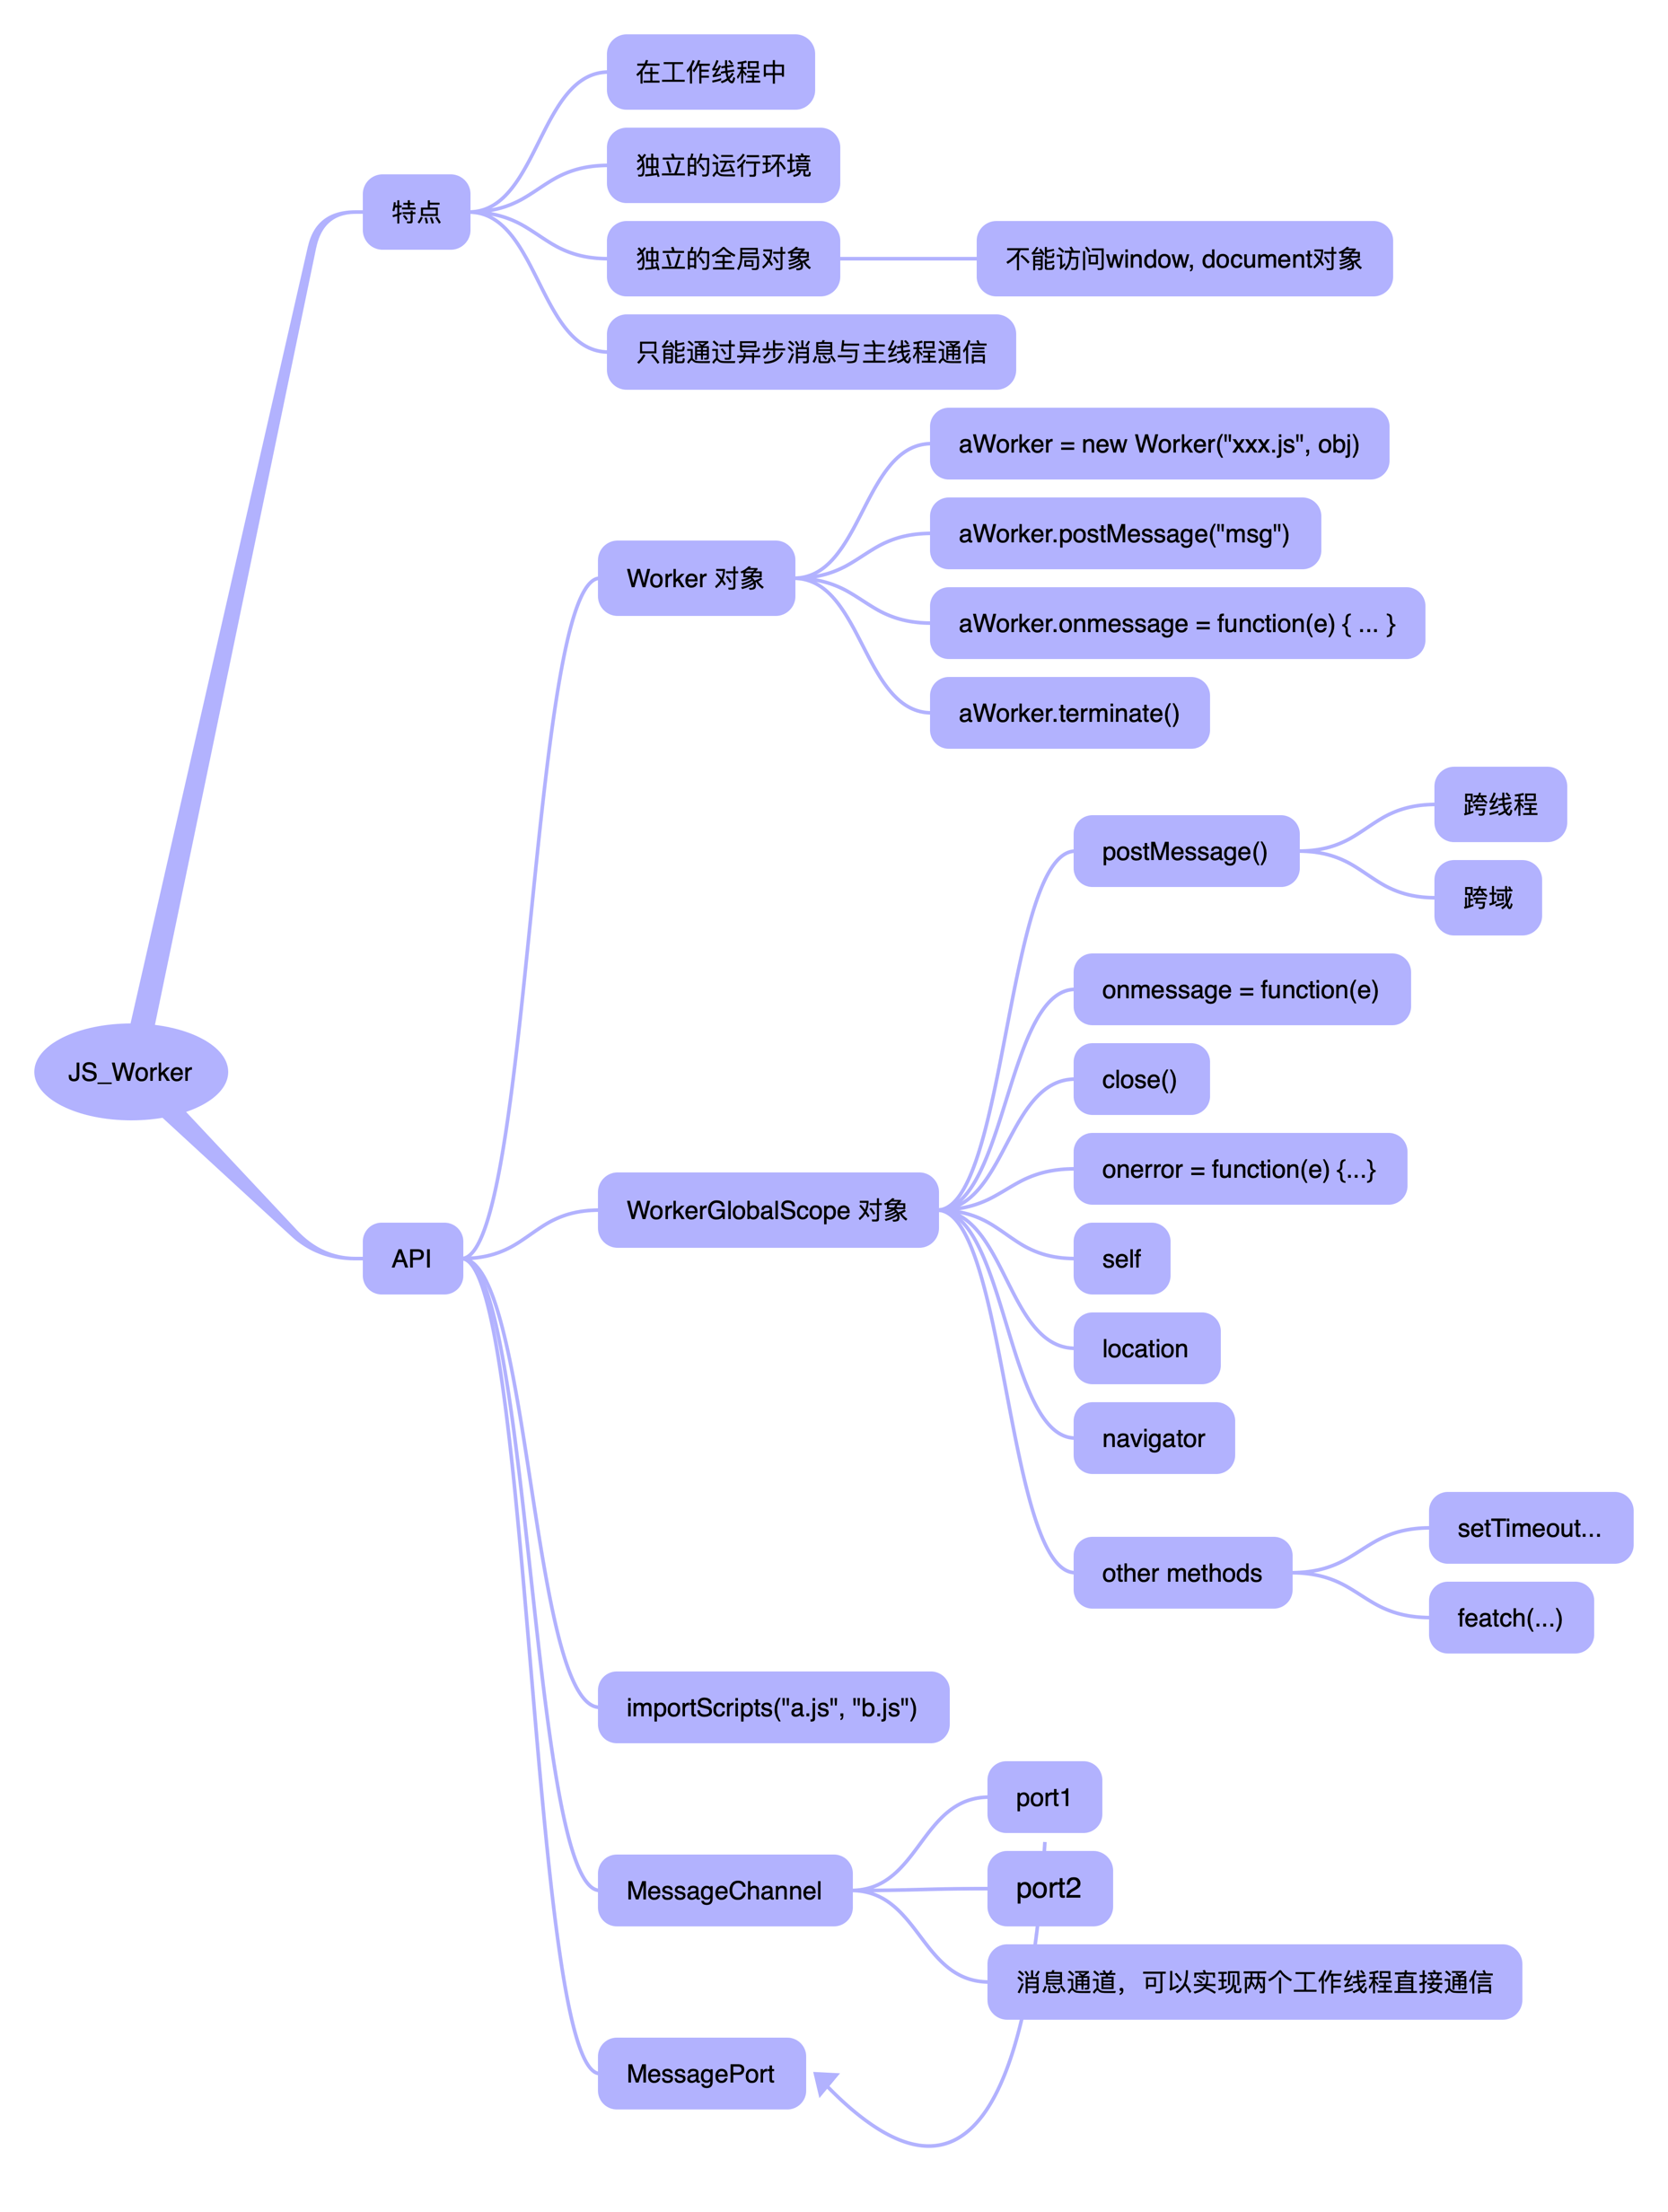 在工作线程中
独立的运行环境
特点
独立的全局对象
不能访问window, document对象
只能通过异步消息与主线程通信
aWorker = new Worker("xxx.js", obj)
aWorker.postMessage("msg")
Worker 对象
aWorker.onmessage = function(e) { ... }
aWorker.terminate()
跨线程
postMessage()
跨域
onmessage = function(e)
JS_Worker
close()
onerror = function(e) {...}
WorkerGlobalScope 对象
API
self
location
navigator
setTimeout...
other methods
featch(...)
importScripts("a.js", "b.js")
port1
MessageChannel
port2
消息通道，可以实现两个工作线程直接通信
MessagePort